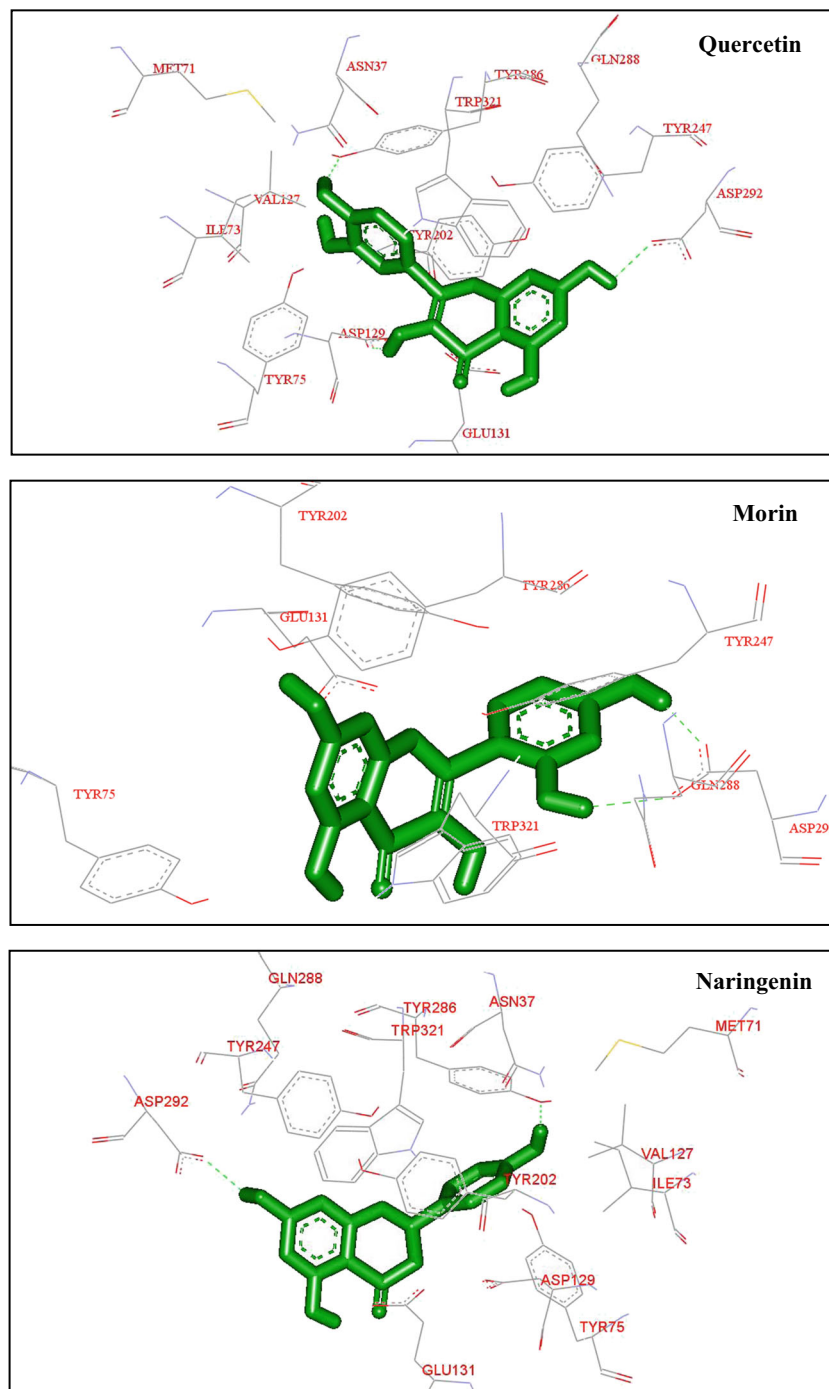 Quercetin
GLN288
MET71
ASN37
TYR286
TRP321
TYR247
ASP292
VAL127
ILE73
TYR202
ASP129
TYR75
GLU131
Morin
TYR202
TYR286
GLU131
TYR247
TYR75
GLN288
TRP321
ASP29
Naringenin
GLN288
TYR286
ASN37
MET71
TRP321
TYR247
ASP292
VAL127
TYR202
ILE73
ASP129
TYR75
GLU131